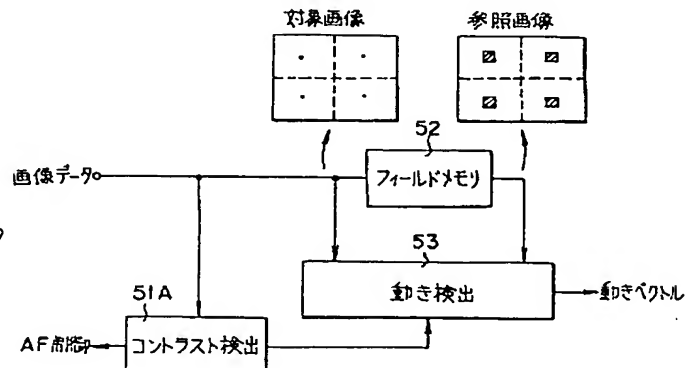 対象画像
参照画像
52
画像データ
フィールドメモリ
53
動き検出
動きベクトル
51A
コントラスト検出
AF制御